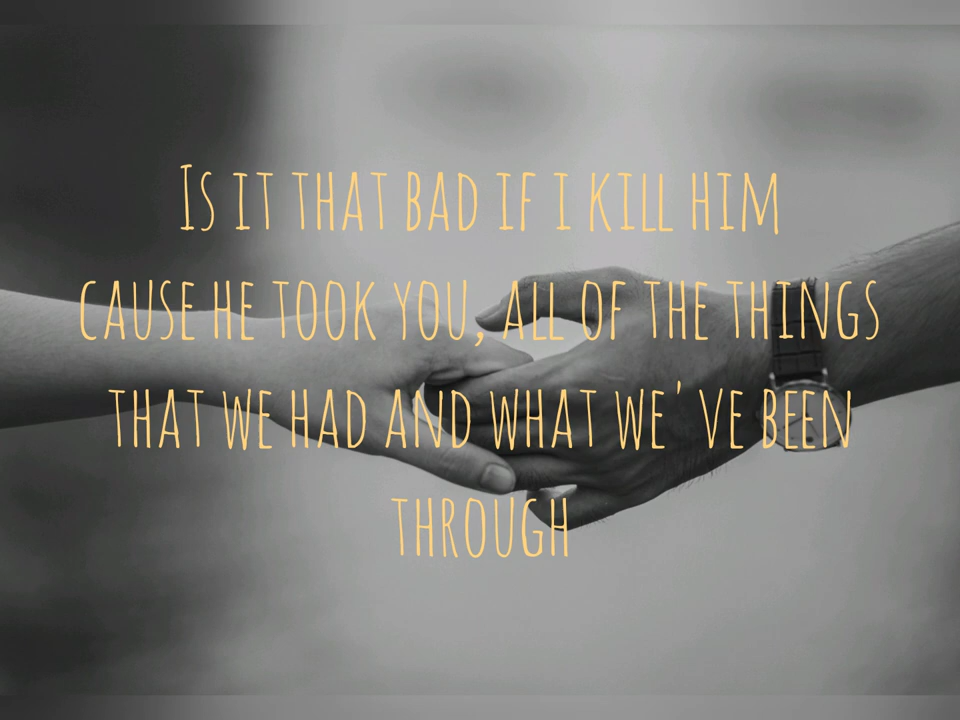 Is it that bad if i kill him
cause he took you, all of the things
that we had and what we've been
through